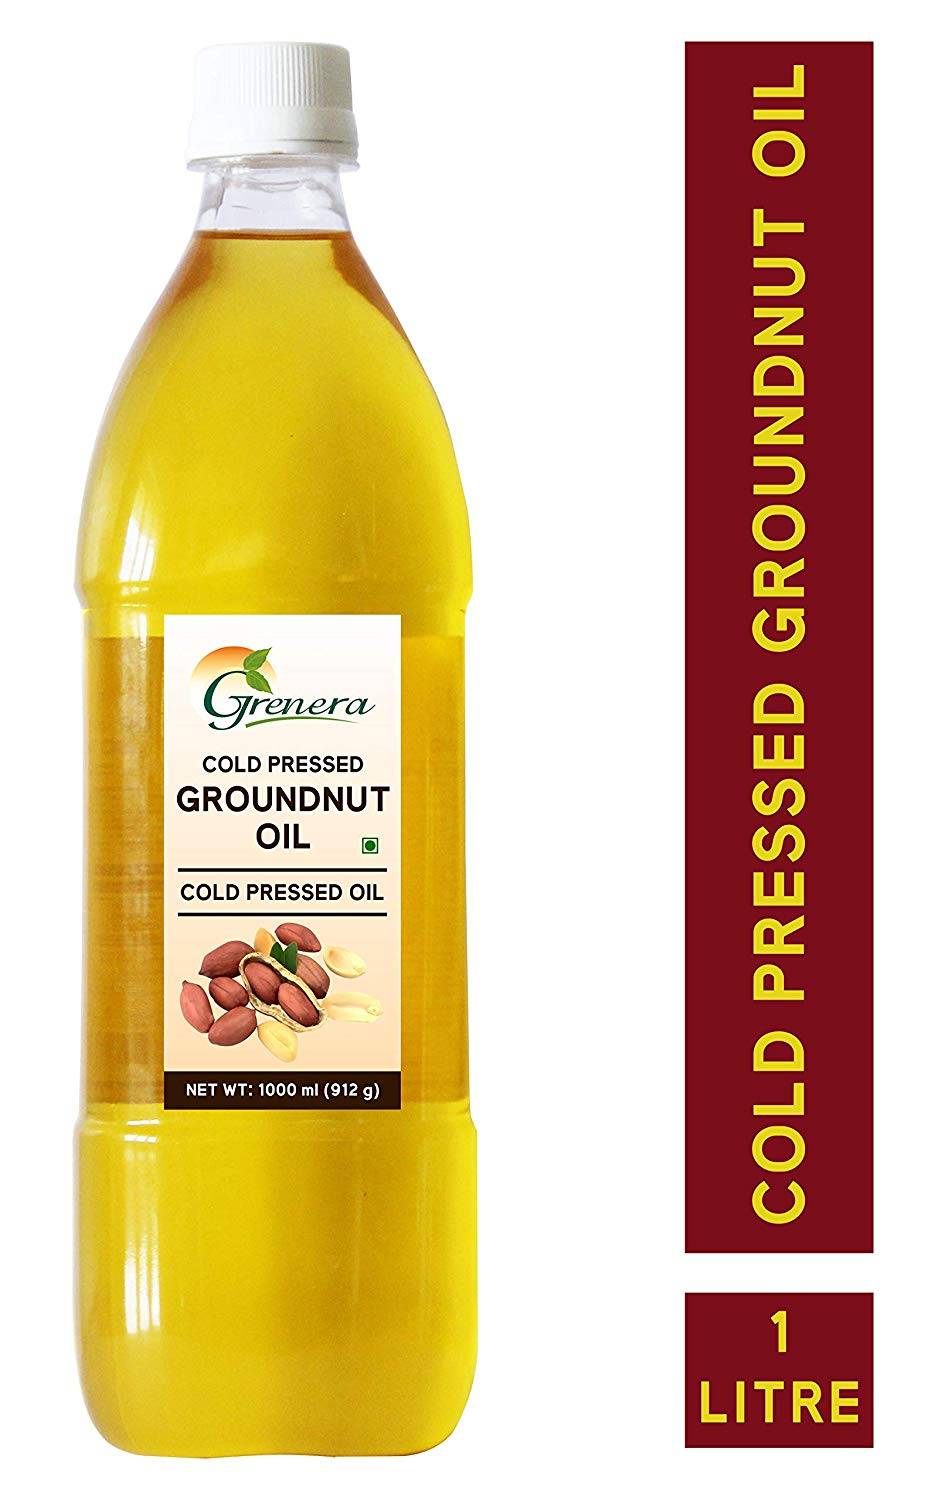 Grenera
COLD PRESSED
GROUNDNUT
OIL
COLD PRESSED OIL
NET WT: 1000 ml (912 g)
COLD PRESSED GROUNDNUT OIL
1
LITRE